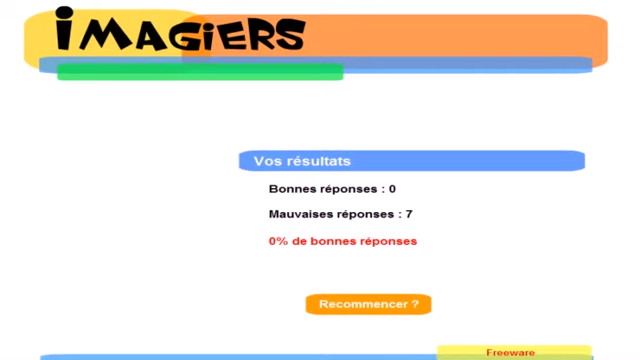 iMAGiERS
Vos résultats
Bonnes réponses : 0
Mauvaises réponses : 7
0% de bonnes réponses
Recommencer ?
Freeware